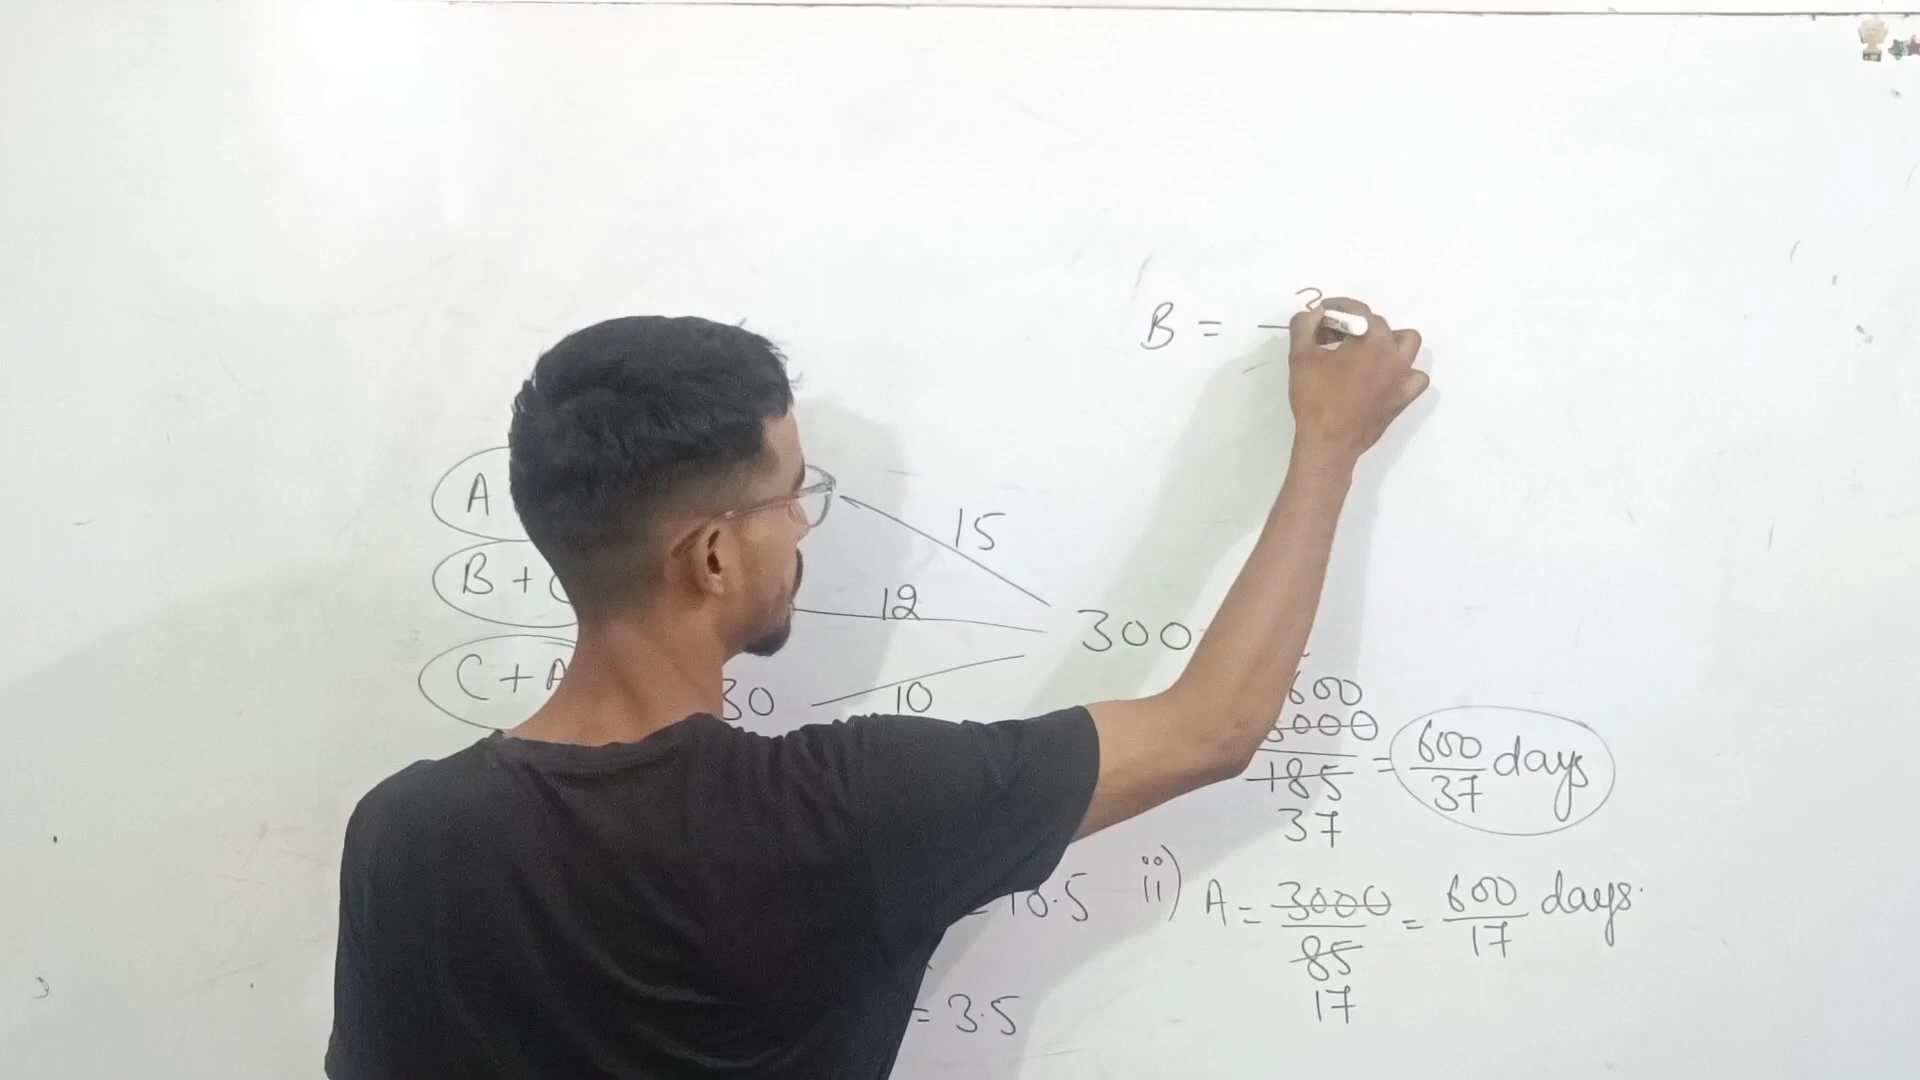 B =
A 15
B + 12
C + A 30 10
300
600
3000
185
37
= 600/37 days
= 10.5
ii) A = 3000/85 = 600/17 days.
17
= 3.5